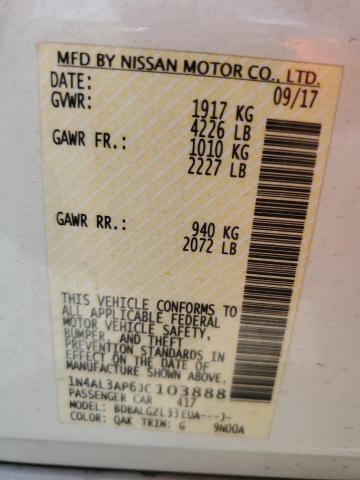 MFD BY NISSAN MOTOR CO., LTD.
DATE: 09/17
GVWR: 1917 KG
4226 LB
GAWR FR.: 1010 KG
2227 LB
GAWR RR.: 940 KG
2072 LB
THIS VEHICLE CONFORMS TO
ALL APPLICABLE FEDERAL
MOTOR VEHICLE SAFETY,
BUMPER, AND THEFT
PREVENTION STANDARDS IN
EFFECT ON THE DATE OF
MANUFACTURE SHOWN ABOVE.
1N4AL3AP6JC103888
PASSENGER CAR 417
MODEL: BDBALGZL33EUA---J-
COLOR: QAK TRIM: G 9N00A